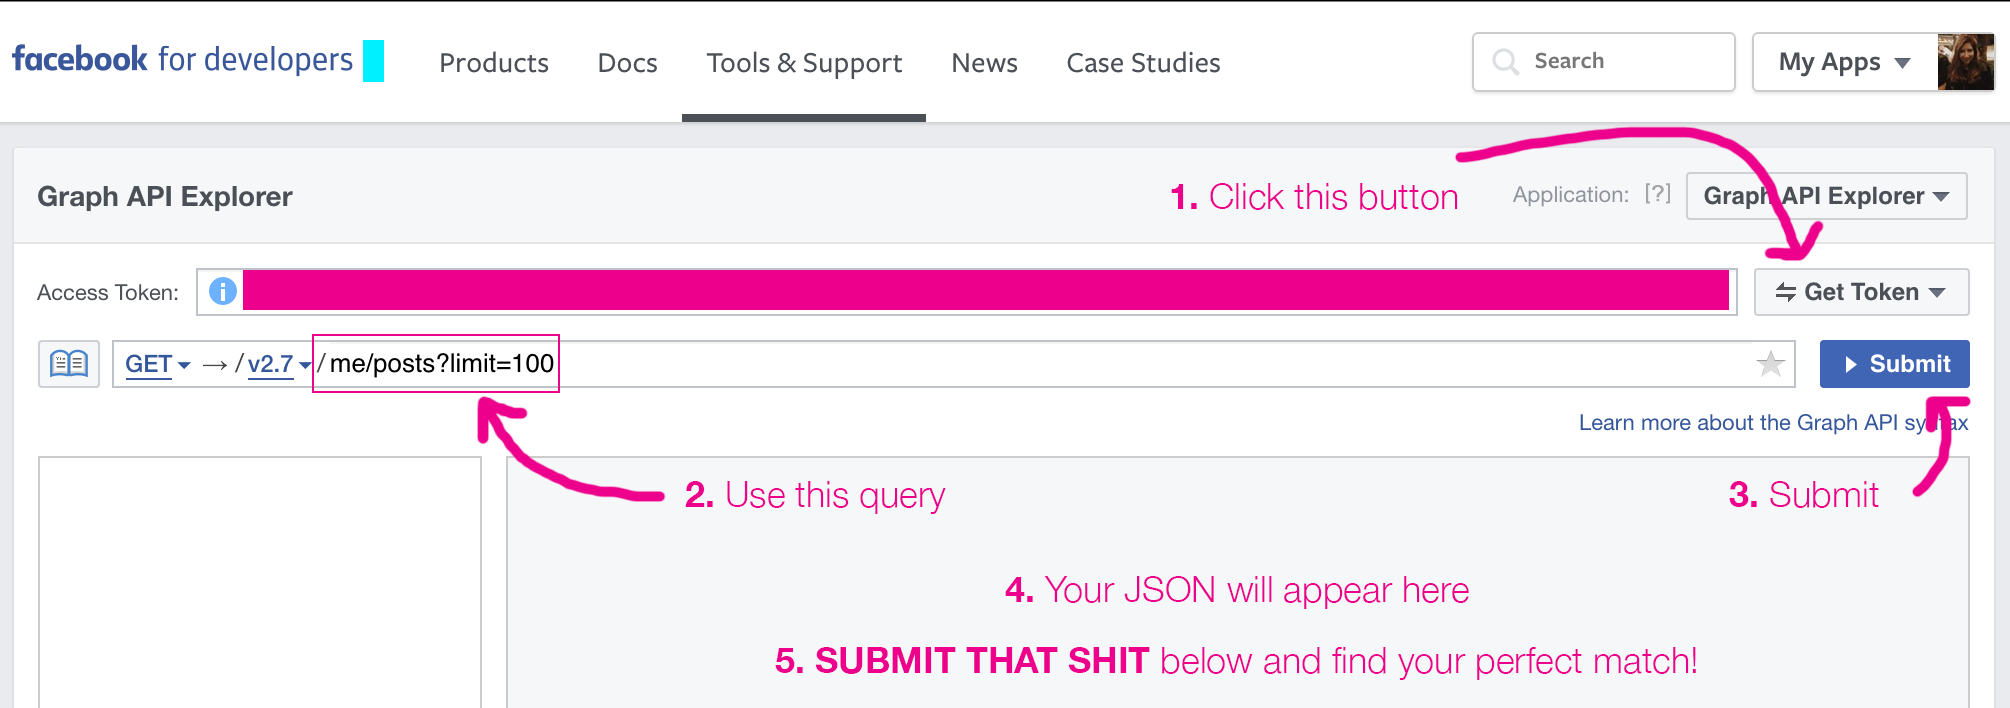 facebook for developers Products Docs Tools & Support News Case Studies Search My Apps
Graph API Explorer 1. Click this button Application: [?] Graph API Explorer
Access Token: i Get Token
GET → / v2.7 / me/posts?limit=100 Submit
Learn more about the Graph API syntax
2. Use this query 3. Submit
4. Your JSON will appear here
5. SUBMIT THAT SHIT below and find your perfect match!